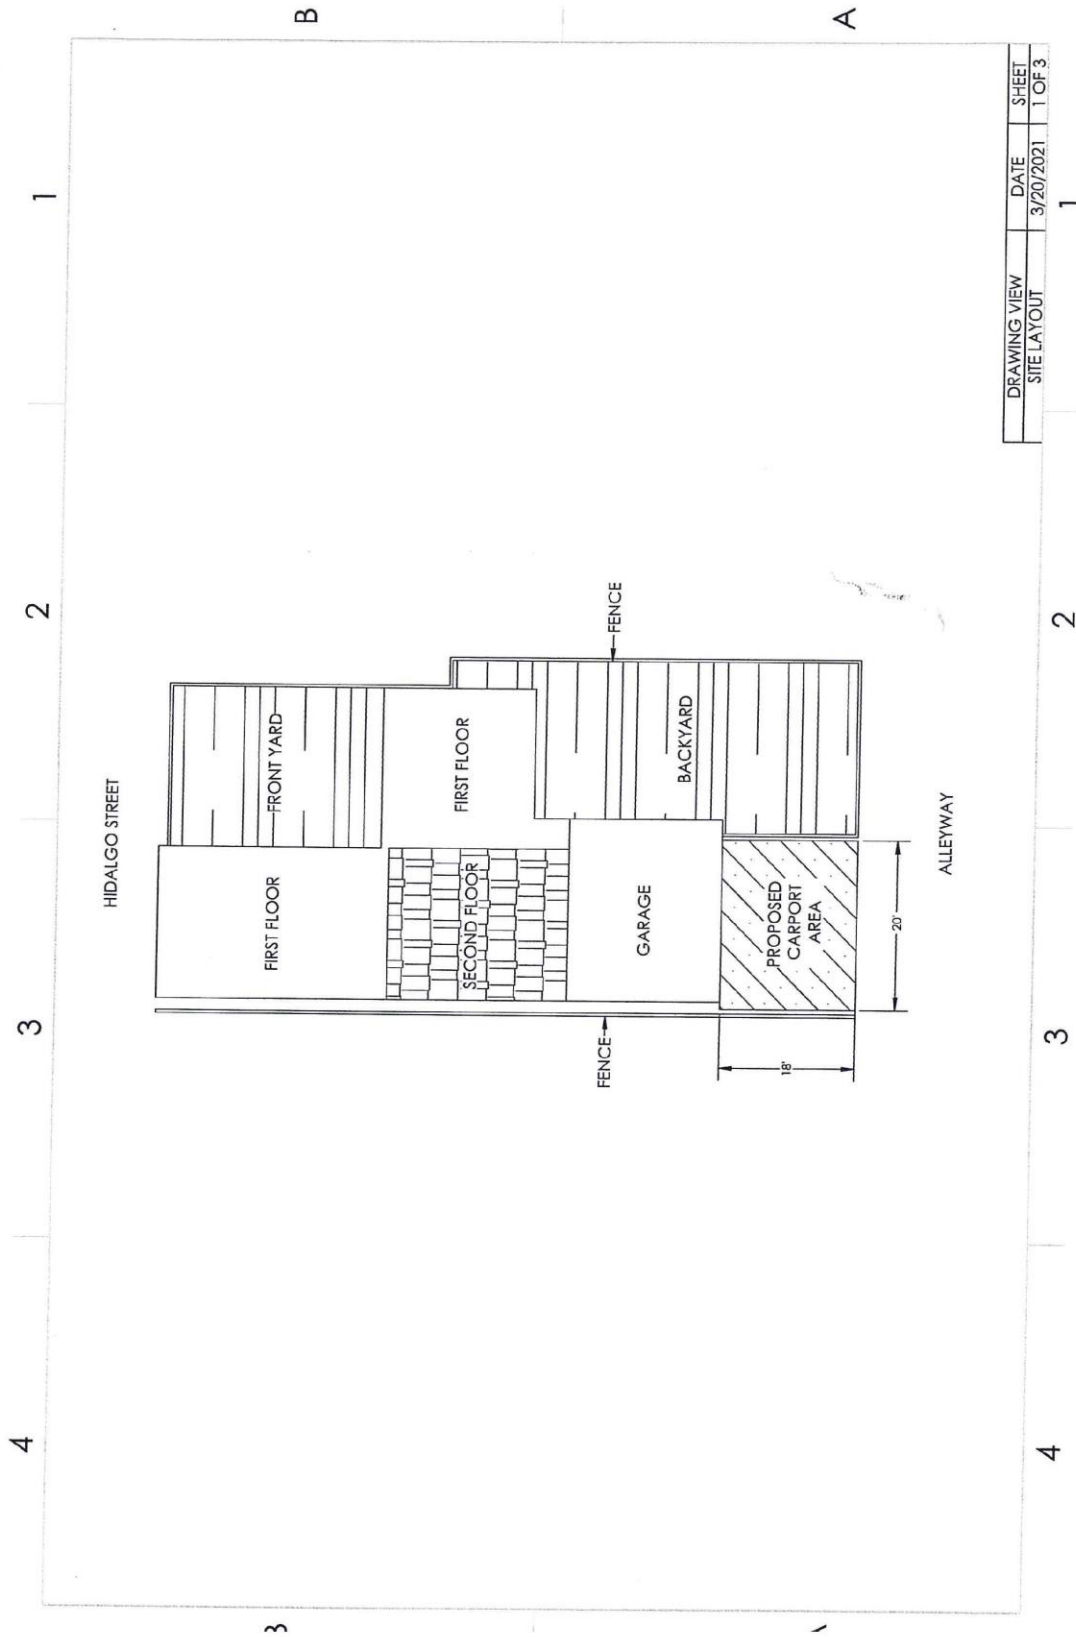 4
3
2
1
HIDALGO STREET
B
FIRST FLOOR
FRONT YARD
SECOND FLOOR
FIRST FLOOR
FENCE
FENCE
GARAGE
BACKYARD
18'
PROPOSED
CARPORT
AREA
A
20'
ALLEYWAY
DRAWING VIEW DATE SHEET
SITE LAYOUT 3/20/2021 1 OF 3
4
3
2
1